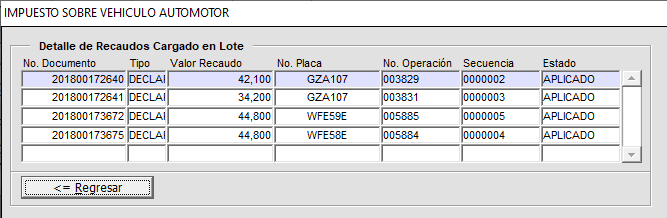 IMPUESTO SOBRE VEHICULO AUTOMOTOR
Detalle de Recaudos Cargado en Lote
No. Documento Tipo Valor Recaudo No. Placa No. Operación Secuencia Estado
201800172640 DECLAI 42,100 GZA107 003829 0000002 APLICADO
201800172641 DECLAI 34,200 GZA107 003831 0000003 APLICADO
201800173672 DECLAI 44,800 WFE59E 005885 0000005 APLICADO
201800173675 DECLAI 44,800 WFE58E 005884 0000004 APLICADO
<= Regresar